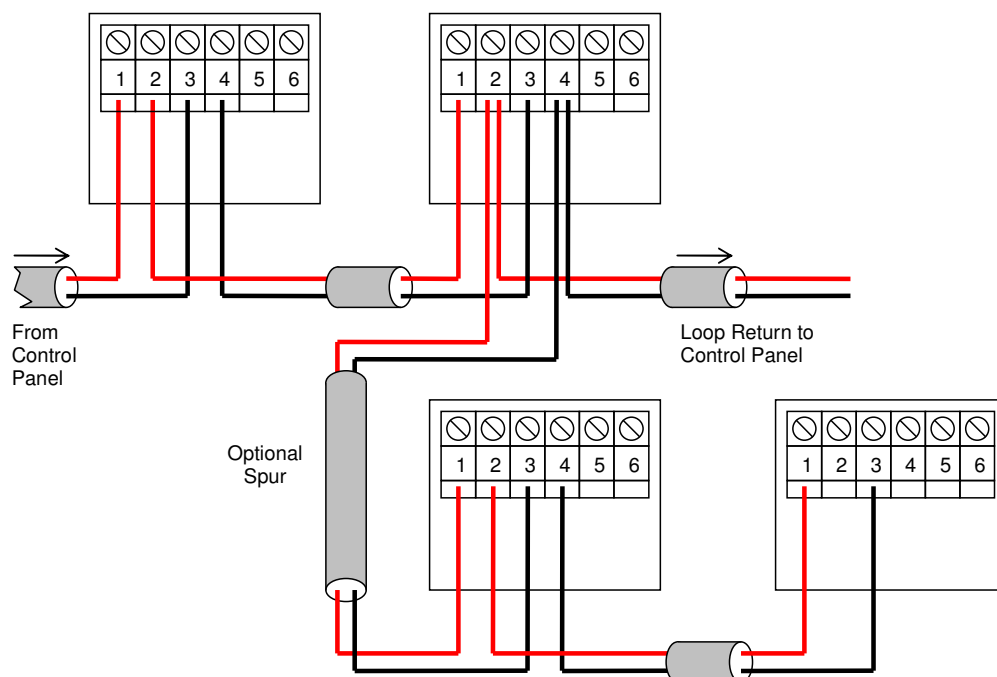 1 2 3 4 5 6
1 2 3 4 5 6
From
Control
Panel
Loop Return to
Control Panel
Optional
Spur
1 2 3 4 5 6
1 2 3 4 5 6